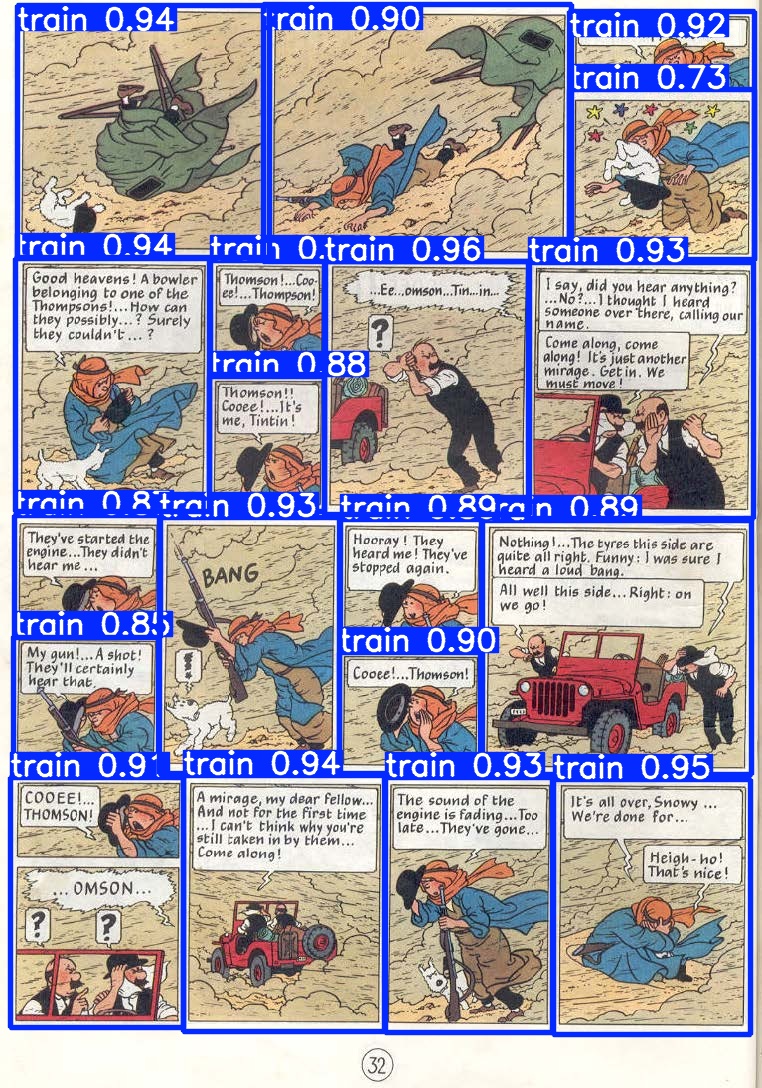 train 0.94
train 0.90
train 0.92
train 0.73
train 0.94
Good heavens! A bowler
belonging to one of the
Thompsons!...How can
they possibly...? Surely
they couldn't...?
train 0.
Thomson!...Coo-
ee!...Thompson!
train 0.88
Thomson!!
Cooee!...It's
me, Tintin!
train 0.96
...Ee...omson...Tin...in...
?
train 0.93
I say, did you hear anything?
...No?...I thought I heard
someone over there, calling our
name.
Come along, come
along! It's just another
mirage. Get in. We
must move!
train 0.8
They've started the
engine...They didn't
hear me...
train 0.85
My gun!...A shot!
They'll certainly
hear that.
train 0.93
BANG
train 0.89
Hooray! They
heard me! They've
stopped again.
train 0.90
Cooee!...Thomson!
train 0.89
Nothing!...The tyres this side are
quite all right. Funny: I was sure I
heard a loud bang.
All well this side... Right: on
we go!
train 0.91
COOEE!...
THOMSON!
...OMSON...
?
?
train 0.94
A mirage, my dear fellow...
And not for the first time
...I can't think why you're
still taken in by them...
Come along!
train 0.93
The sound of the
engine is fading...Too
late...They've gone...
train 0.95
It's all over, Snowy...
We're done for...
Heigh-ho!
That's nice!
32